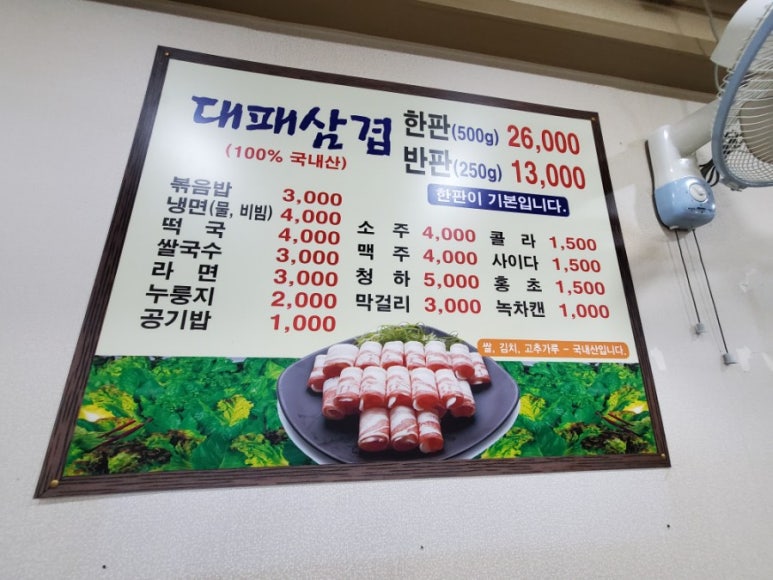 대패삼겹
(100% 국내산)
한판(500g) 26,000
반판(250g) 13,000
한판이 기본입니다.
볶음밥 3,000
냉면(물, 비빔) 4,000
떡국 4,000
쌀국수 3,000
라면 3,000
누룽지 2,000
공기밥 1,000
소주 4,000
맥주 4,000
청하 5,000
막걸리 3,000
콜라 1,500
사이다 1,500
홍초 1,500
녹차캔 1,000
쌀, 김치, 고추가루 - 국내산입니다.